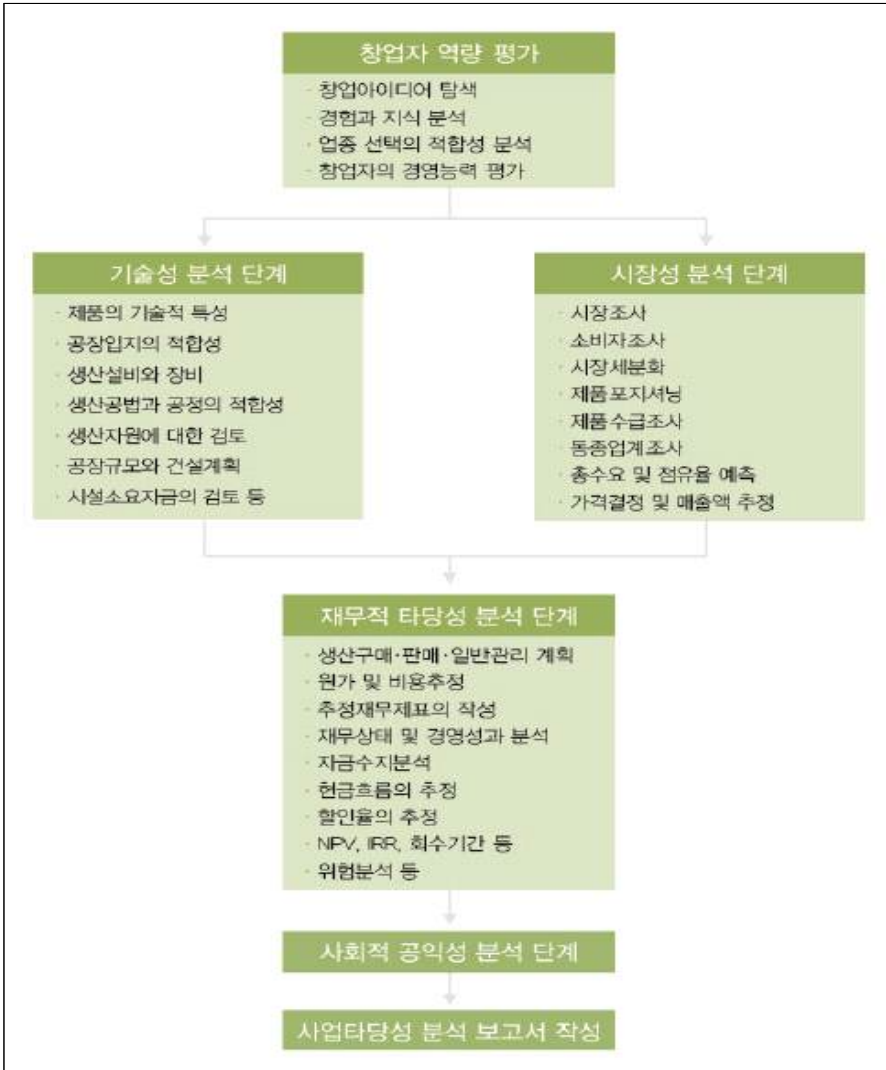 창업자 역량 평가
· 창업아이디어 탐색
· 경험과 지식 분석
· 업종 선택의 적합성 분석
· 창업자의 경영능력 평가
기술성 분석 단계
· 제품의 기술적 특성
· 공장입지의 적합성
· 생산설비와 장비
· 생산공법과 공정의 적합성
· 생산자원에 대한 검토
· 공장규모와 건설계획
· 시설소요자금의 검토 등
시장성 분석 단계
· 시장조사
· 소비자조사
· 시장세분화
· 제품포지셔닝
· 제품수급조사
· 동종업계조사
· 총수요 및 점유율 예측
· 가격결정 및 매출액 추정
재무적 타당성 분석 단계
· 생산구매·판매·일반관리 계획
· 원가 및 비용추정
· 추정재무제표의 작성
· 재무상태 및 경영성과 분석
· 자금수지분석
· 현금흐름의 추정
· 할인율의 추정
· NPV, IRR, 회수기간 등
· 위험분석 등
사회적 공익성 분석 단계
사업타당성 분석 보고서 작성